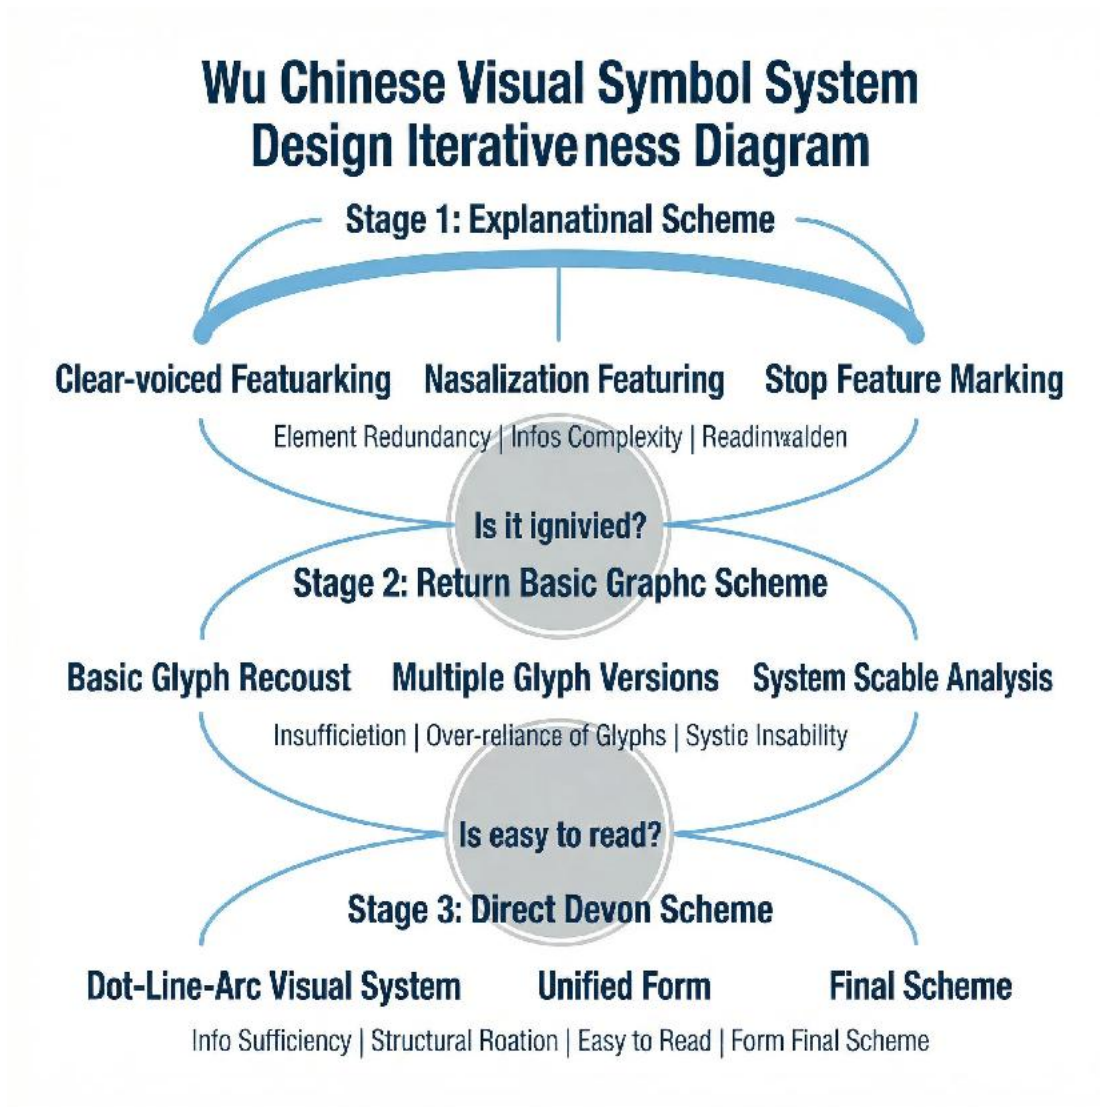 Wu Chinese Visual Symbol System
Design Iterativeness Diagram
Stage 1: Explanatinal Scheme
Clear-voiced Featuarking Nasalization Featuring Stop Feature Marking
Element Redundancy | Infos Complexity | Readimwalden
Is it ignivied?
Stage 2: Return Basic Graphc Scheme
Basic Glyph Recoust Multiple Glyph Versions System Scable Analysis
Insufficietion | Over-reliance of Glyphs | Systic Insability
Is easy to read?
Stage 3: Direct Devon Scheme
Dot-Line-Arc Visual System Unified Form Final Scheme
Info Sufficiency | Structural Roation | Easy to Read | Form Final Scheme